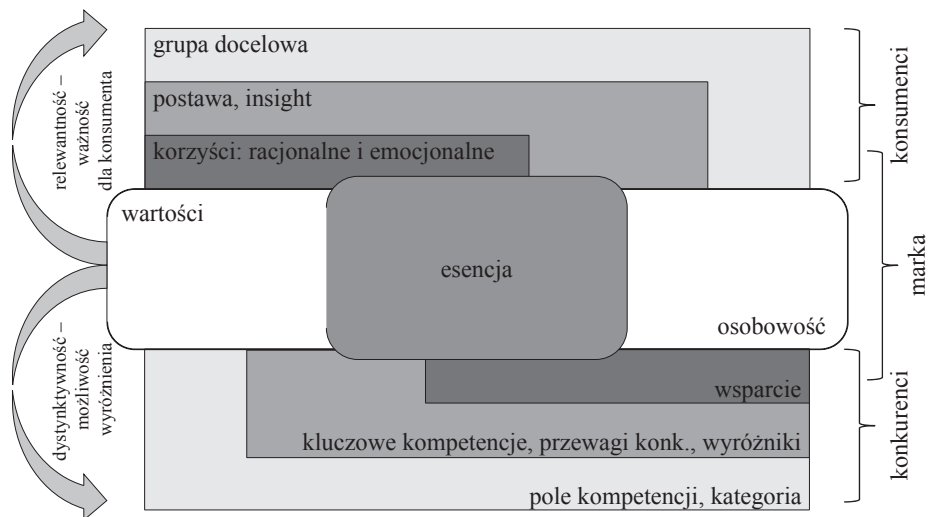 grupa docelowa
postawa, insight
korzyści: racjonalne i emocjonalne
relewantność –
ważność
dla konsumenta
konsumenci
wartości
esencja
osobowość
marka
dystynktywność –
możliwość
wyróżnienia
wsparcie
kluczowe kompetencje, przewagi konk., wyróżniki
pole kompetencji, kategoria
konkurenci